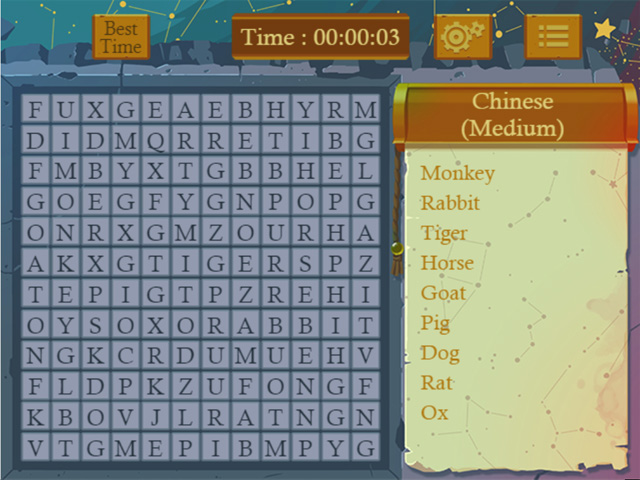 Best
Time
Time : 00:00:03
F U X G E A E B H Y R M
D I D M Q R R E T I B G
F M B Y X T G B B H E L
G O E G F Y G N P O P G
O N R X G M Z O U R H A
A K X G T I G E R S P Z
T E P I G T P Z R E H I
O Y S O X O R A B B I T
N G K C R D U M U E H V
F L D P K Z U F O N G F
K B O V J L R A T N G N
V T G M E P I B M P Y G
Chinese
(Medium)
Monkey
Rabbit
Tiger
Horse
Goat
Pig
Dog
Rat
Ox